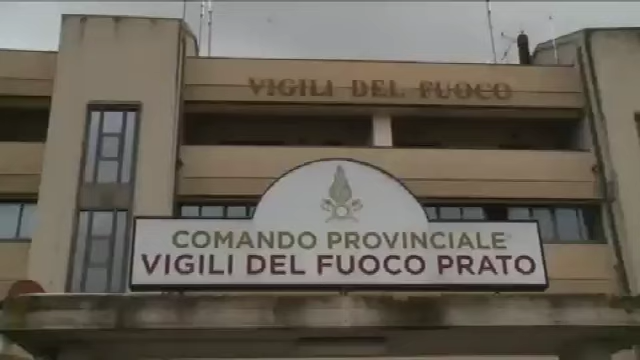 VIGILI DEL FUOCO
COMANDO PROVINCIALE
VIGILI DEL FUOCO PRATO